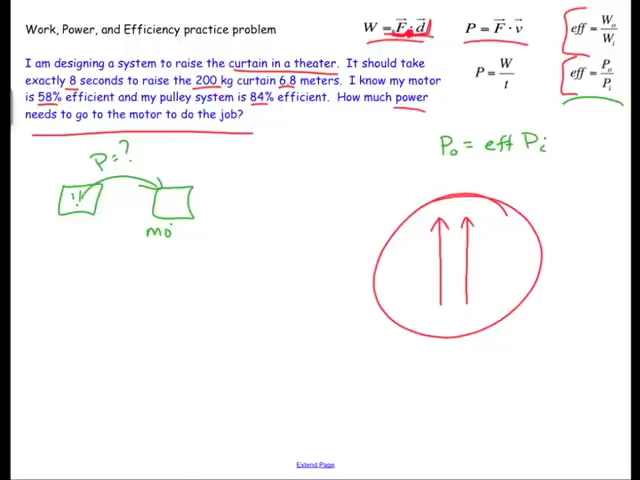 Work, Power, and Efficiency practice problem
W = F · d
P = F · v
eff = Wo / Wi
I am designing a system to raise the curtain in a theater. It should take
exactly 8 seconds to raise the 200 kg curtain 6.8 meters. I know my motor
is 58% efficient and my pulley system is 84% efficient. How much power
needs to go to the motor to do the job?
P = W / t
eff = Po / Pi
Po = eff Pi
P = ?
mo
Extend Page